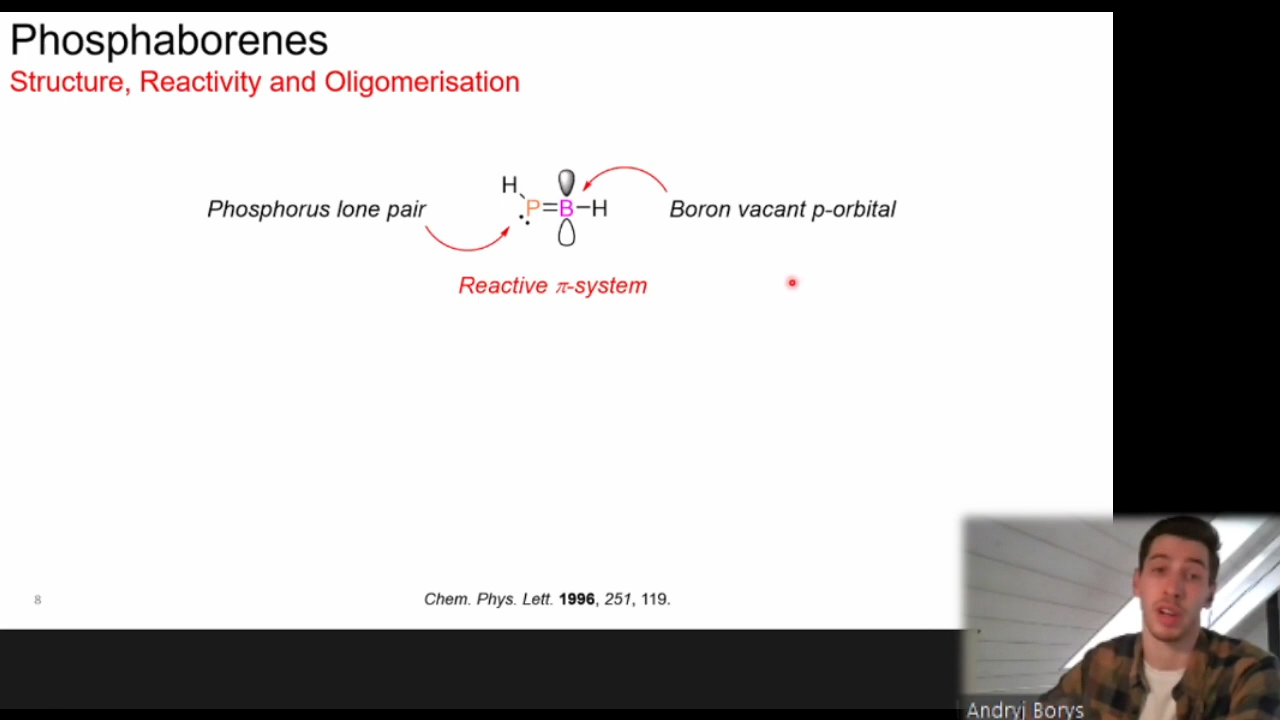 Phosphaborenes
Structure, Reactivity and Oligomerisation
Phosphorus lone pair
H
P=B–H
Boron vacant p-orbital
Reactive π-system
8
Chem. Phys. Lett. 1996, 251, 119.
Andryj Borys